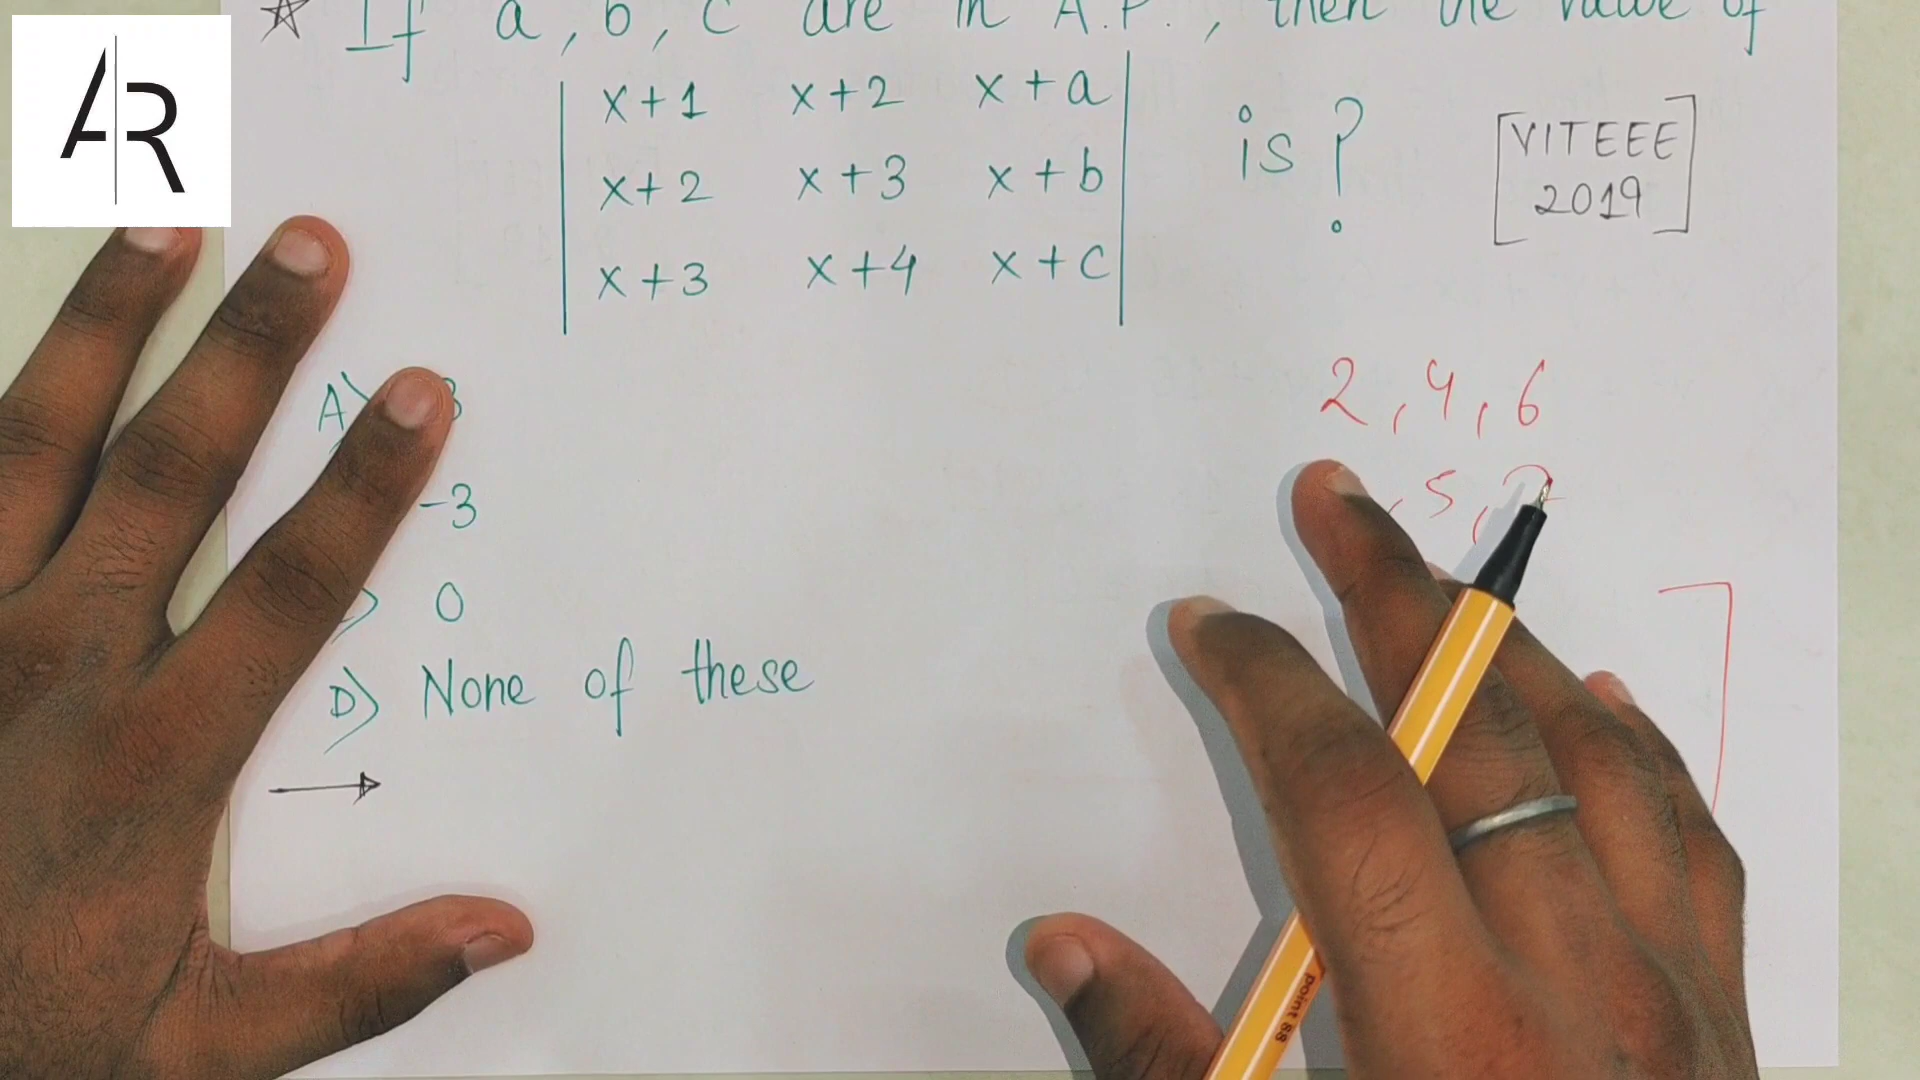 If a, b, c are in A.P., then the value of
x+1 x+2 x+a
x+2 x+3 x+b
x+3 x+4 x+c
is ?
[VITEEE
2019]
AR
A) 3
-3
0
D) None of these
2, 4, 6
, 5,
point 88